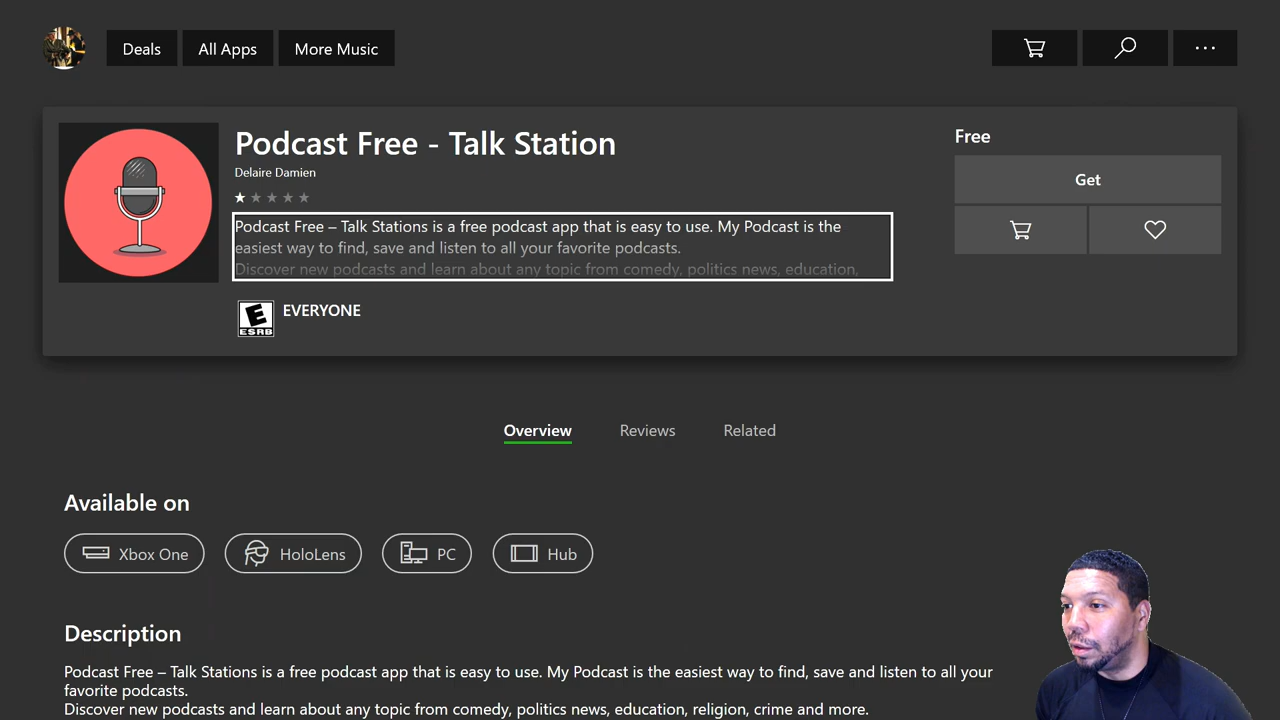 Deals
All Apps
More Music
Podcast Free - Talk Station
Delaire Damien
Podcast Free – Talk Stations is a free podcast app that is easy to use. My Podcast is the
easiest way to find, save and listen to all your favorite podcasts.
Discover new podcasts and learn about any topic from comedy, politics news, education,
E
ESRB
EVERYONE
Free
Get
Overview
Reviews
Related
Available on
Xbox One
HoloLens
PC
Hub
Description
Podcast Free – Talk Stations is a free podcast app that is easy to use. My Podcast is the easiest way to find, save and listen to all your
favorite podcasts.
Discover new podcasts and learn about any topic from comedy, politics news, education, religion, crime and more.